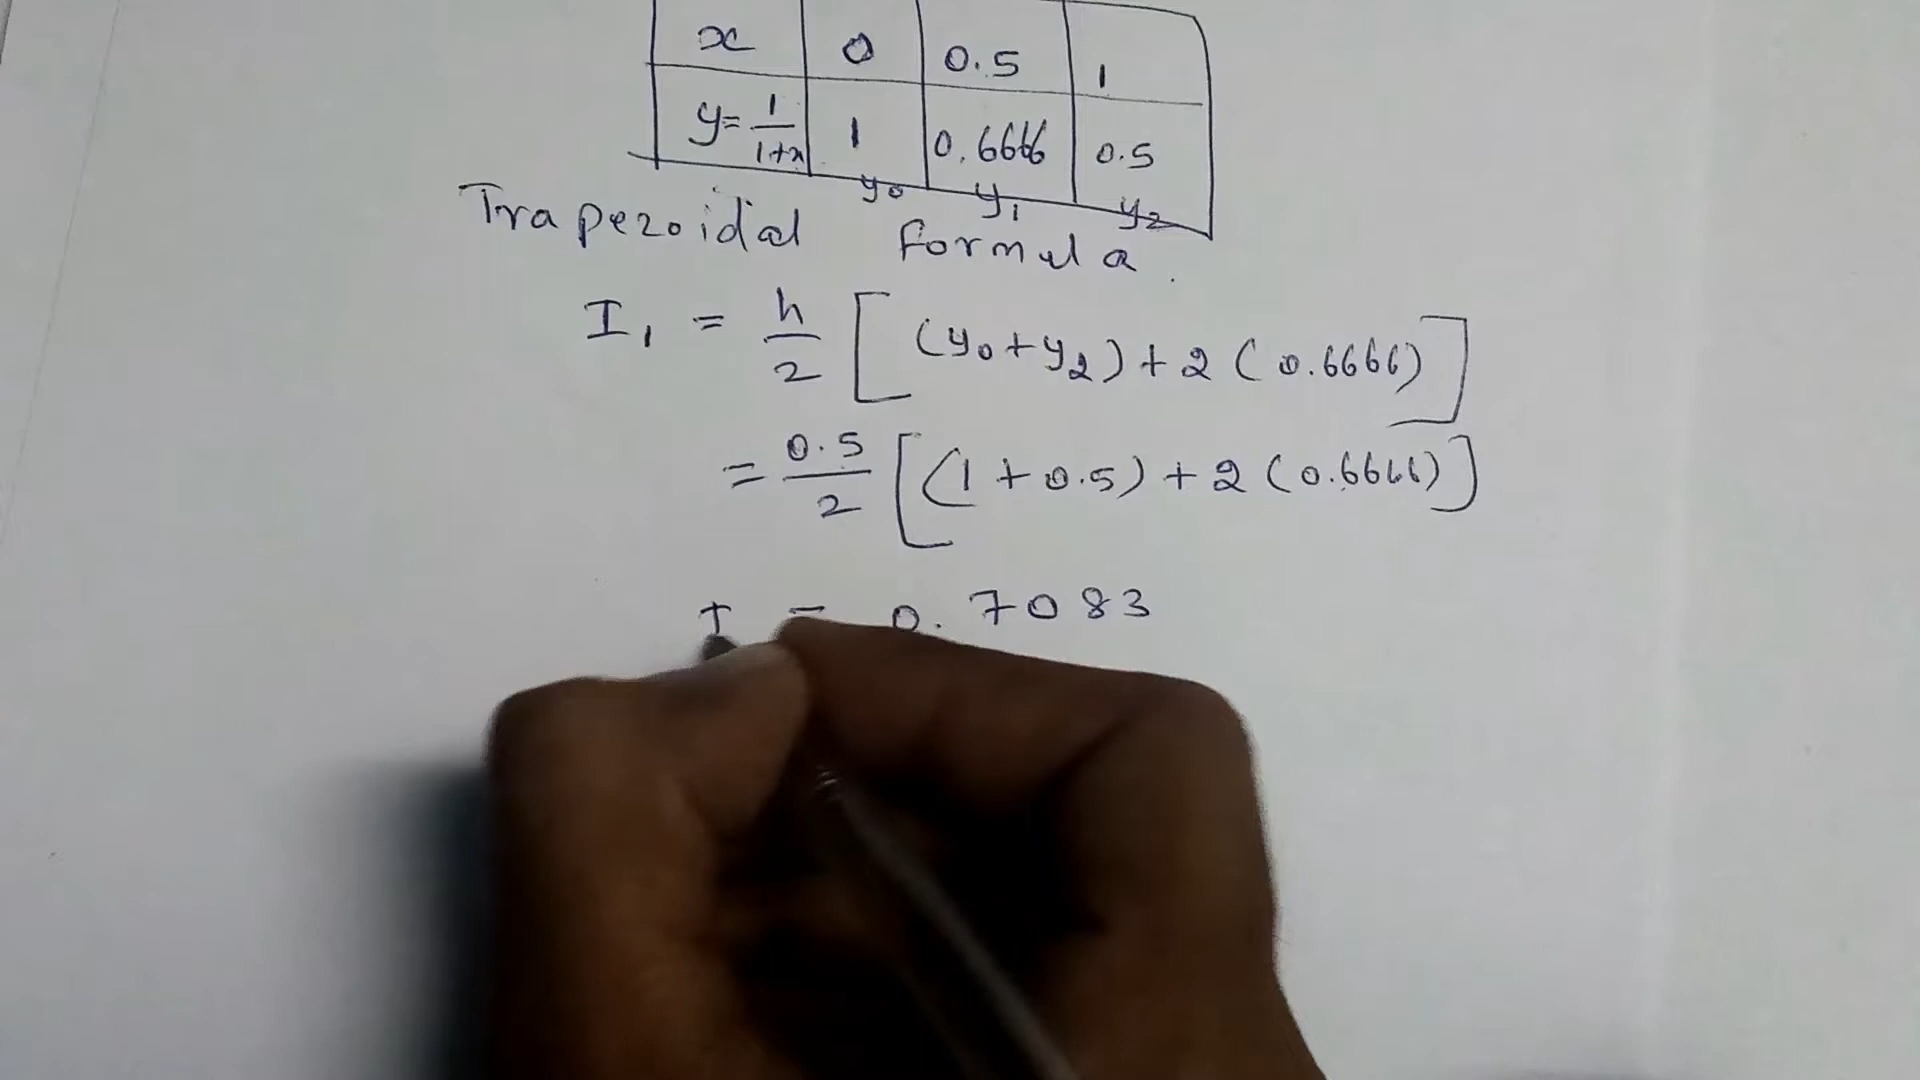 x 0 0.5 1
y = 1/(1+x) 1 0.6666 0.5
y₀ y₁ y₂
Trapezoidal formula.
I₁ = h/2 [(y₀+y₂)+2(0.6666)]
= 0.5/2 [(1+0.5)+2(0.6666)]
I = 0.7083